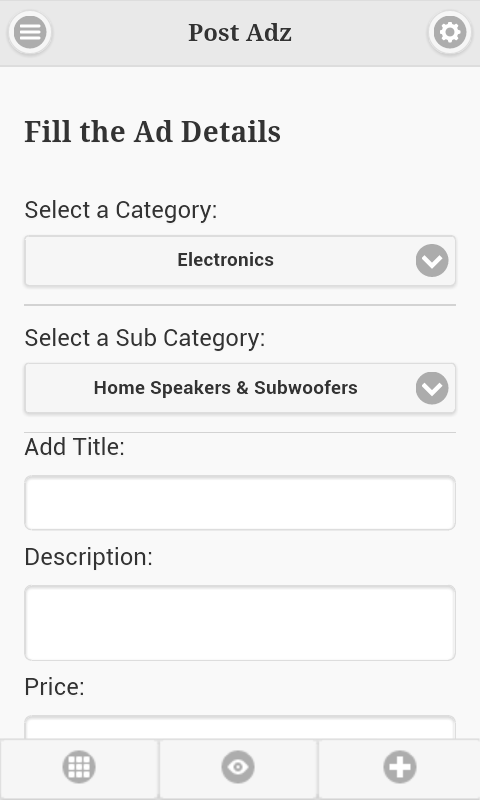 Post Adz
Fill the Ad Details
Select a Category:
Electronics
Select a Sub Category:
Home Speakers & Subwoofers
Add Title:
Description:
Price: